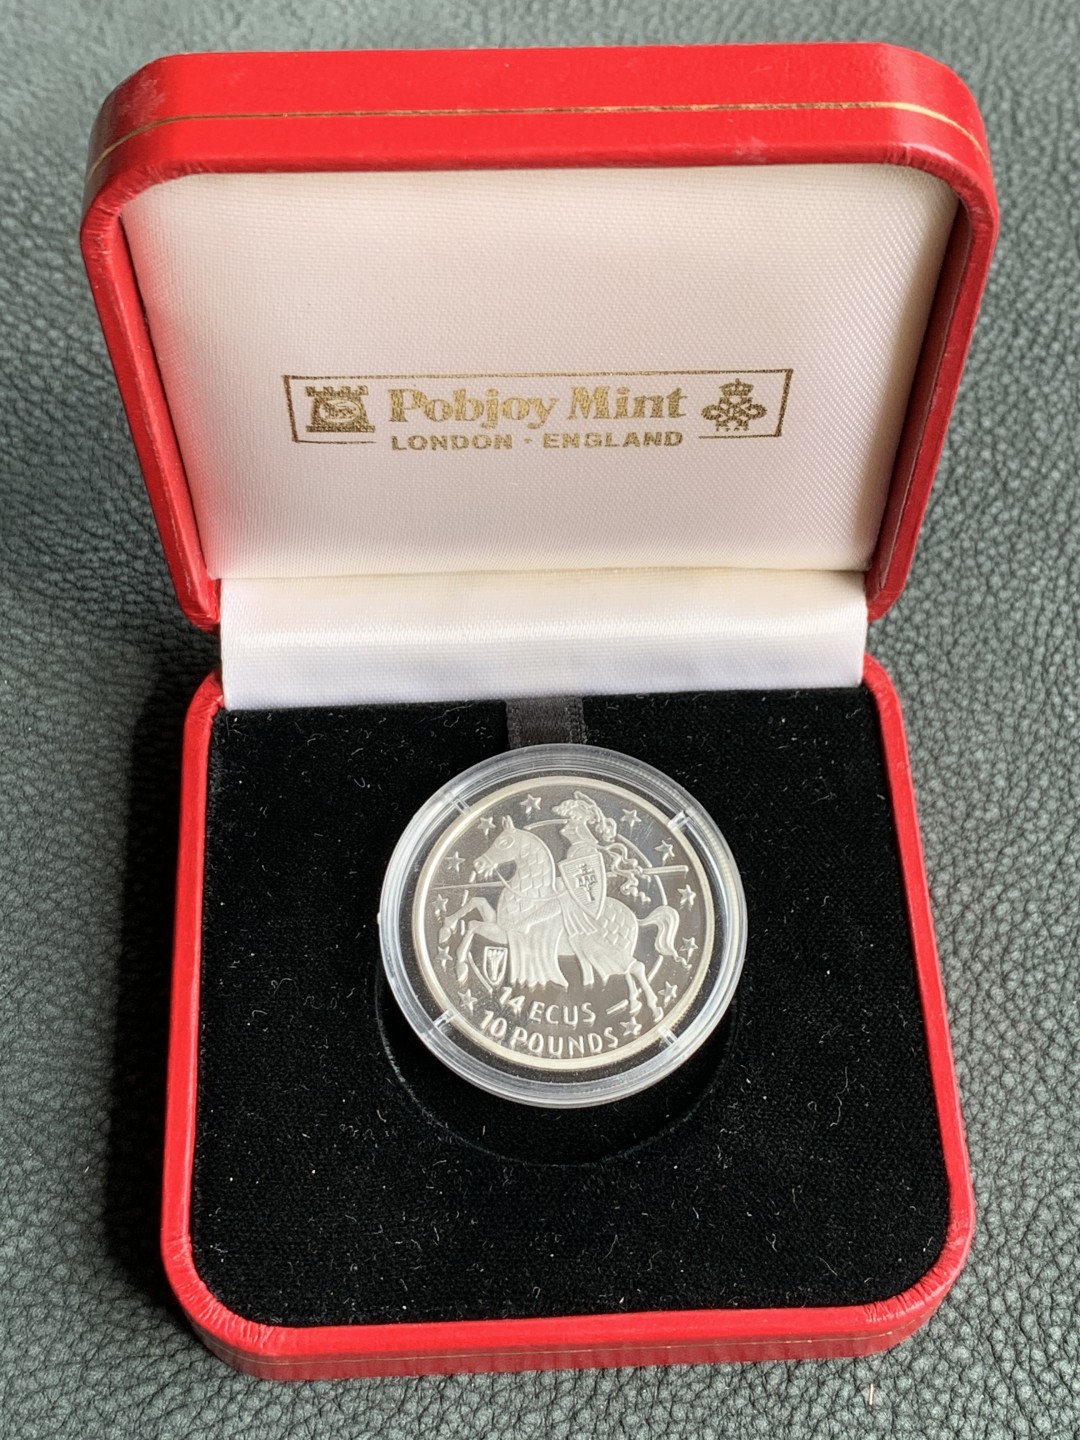 Pobjoy Mint
LONDON · ENGLAND
14 ECUS
10 POUNDS